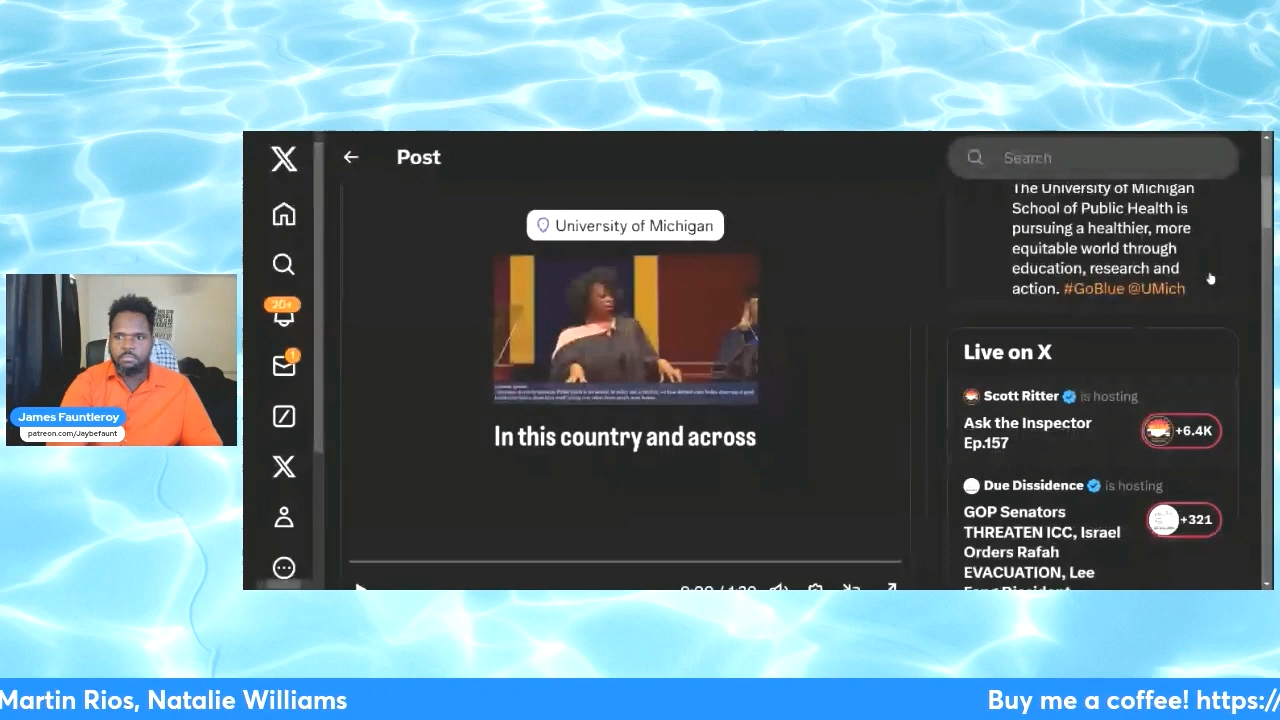 Post
Search
University of Michigan
In this country and across
The University of Michigan
School of Public Health is
pursuing a healthier, more
equitable world through
education, research and
action. #GoBlue @UMich
Live on X
Scott Ritter is hosting
Ask the Inspector
Ep.157
+6.4K
Due Dissidence is hosting
GOP Senators
THREATEN ICC, Israel
Orders Rafah
EVACUATION, Lee
+321
20+
1
James Fauntleroy
patreon.com/Jaybefaunt
Martin Rios, Natalie Williams
Buy me a coffee! https:/